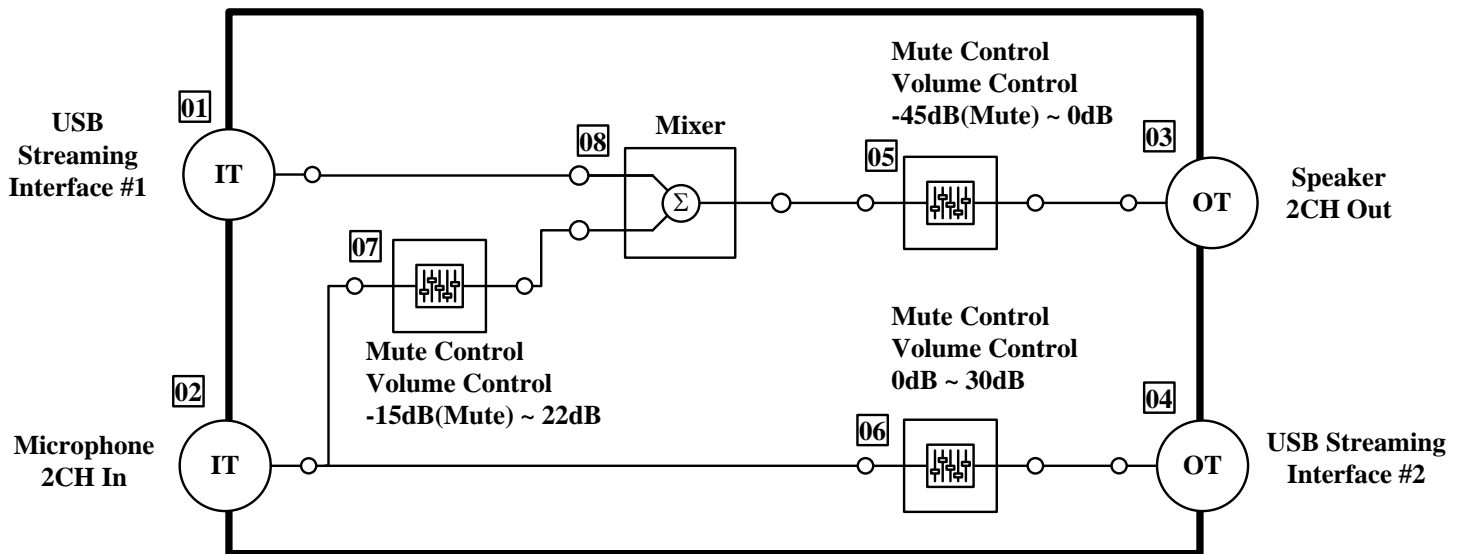 01
USB
Streaming
Interface #1
IT
08
Mixer
Σ
Mute Control
Volume Control
-45dB(Mute) ~ 0dB
05
03
OT
Speaker
2CH Out
07
Mute Control
Volume Control
-15dB(Mute) ~ 22dB
02
Microphone
2CH In
IT
Mute Control
Volume Control
0dB ~ 30dB
06
04
OT
USB Streaming
Interface #2